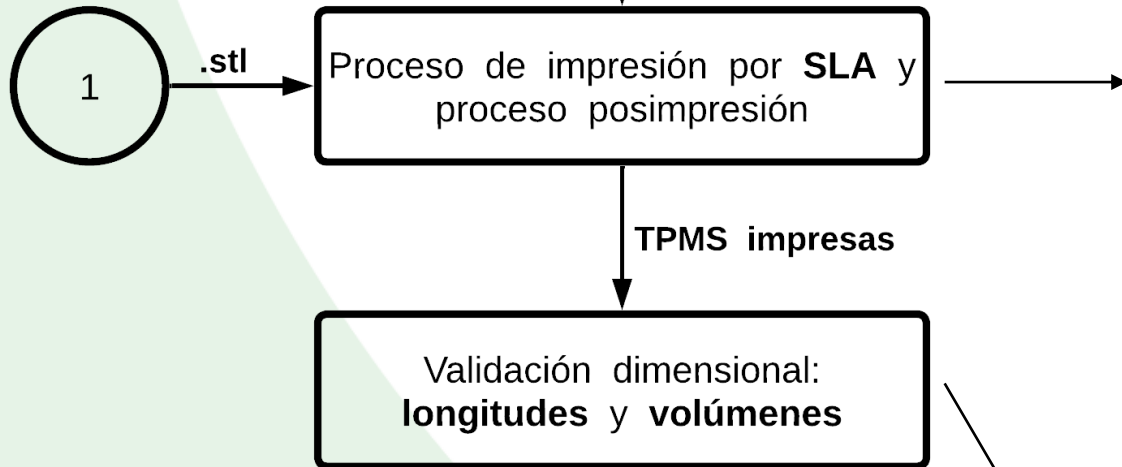 1
.stl
Proceso de impresión por SLA y
proceso posimpresión
TPMS impresas
Validación dimensional:
longitudes y volúmenes